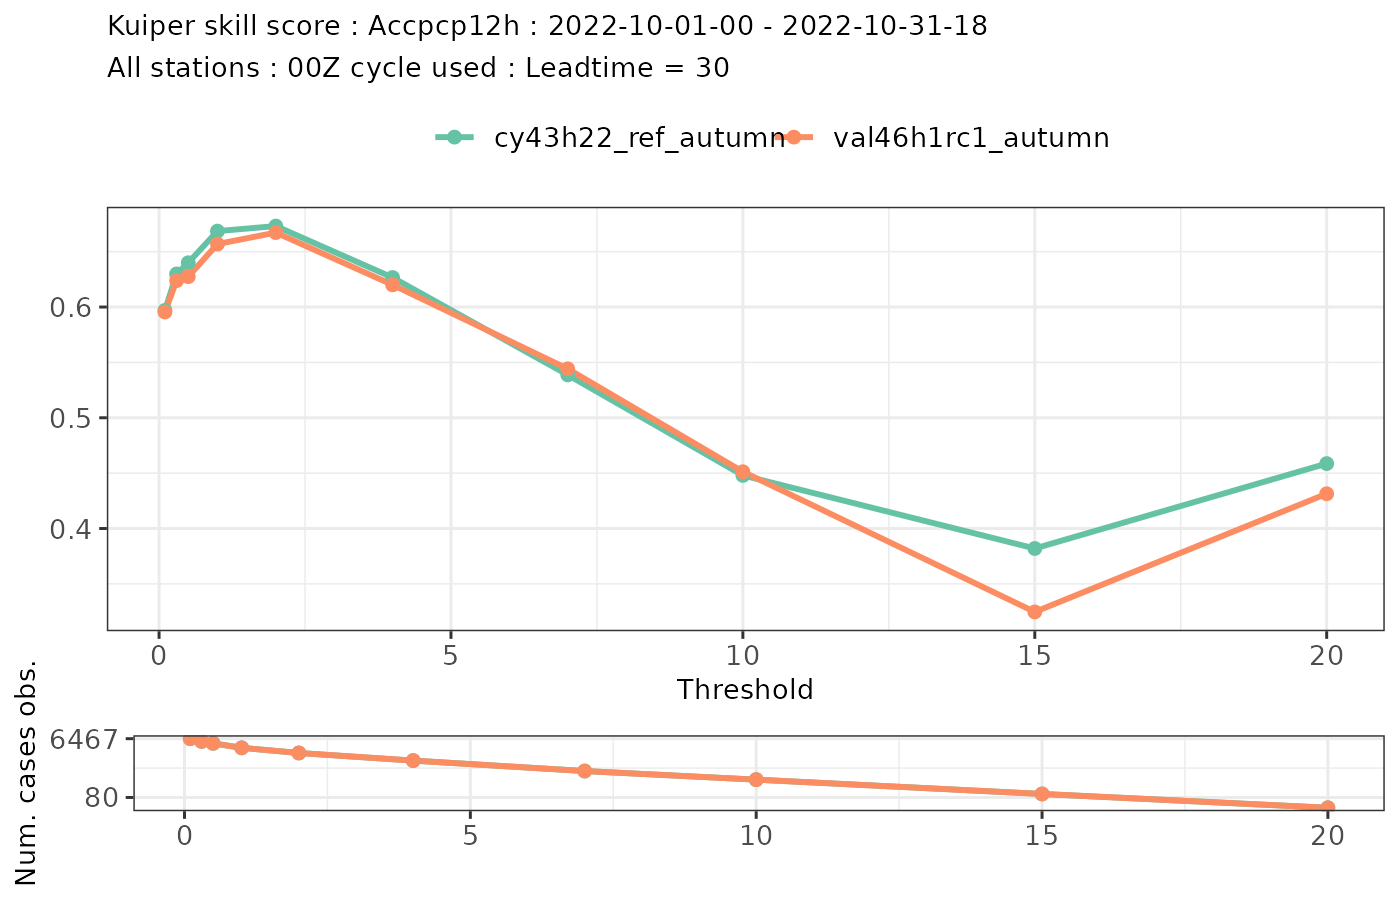 Kuiper skill score : Accpcp12h : 2022-10-01-00 - 2022-10-31-18
All stations : 00Z cycle used : Leadtime = 30
cy43h22_ref_autumn val46h1rc1_autumn
0.6
0.5
0.4
0 5 10 15 20
Threshold
Num. cases obs.
6467
80
0 5 10 15 20